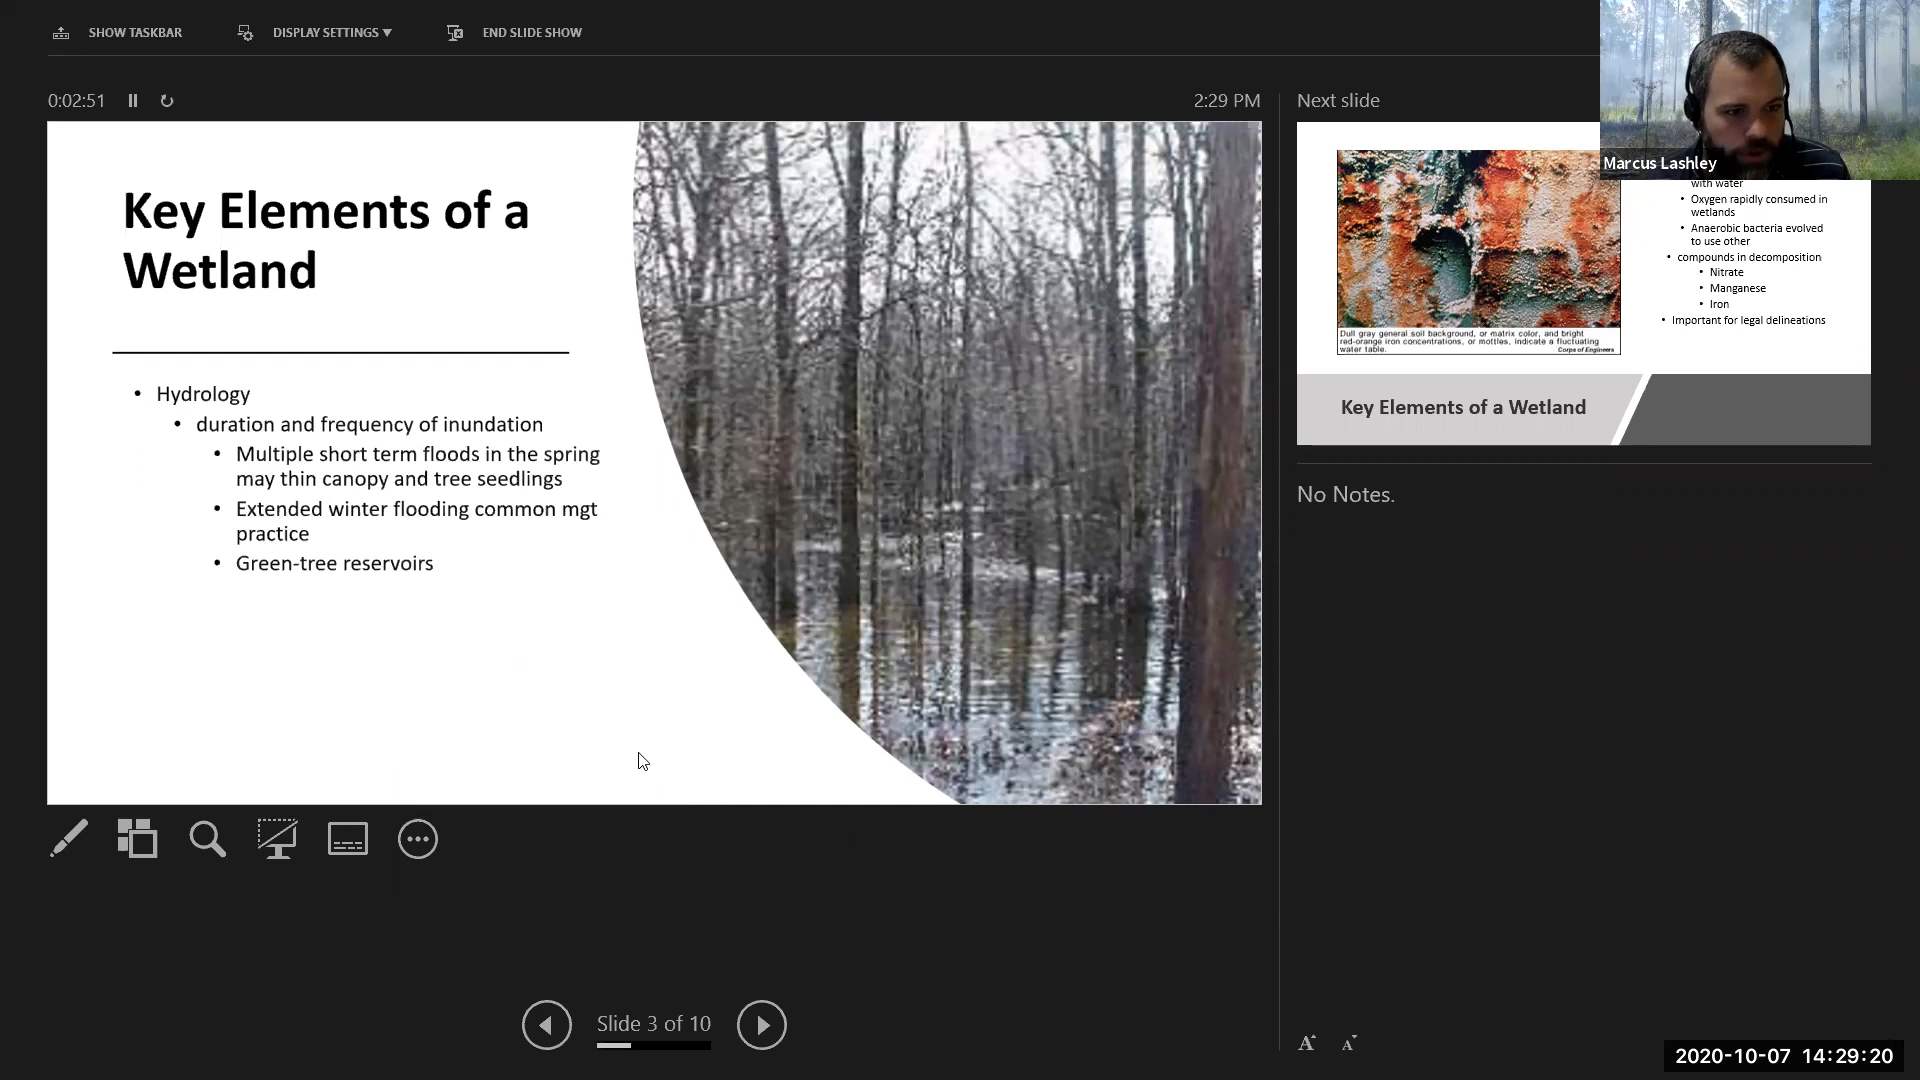 SHOW TASKBAR
DISPLAY SETTINGS
END SLIDE SHOW
0:02:51
2:29 PM
Key Elements of a
Wetland
• Hydrology
• duration and frequency of inundation
• Multiple short term floods in the spring
may thin canopy and tree seedlings
• Extended winter flooding common mgt
practice
• Green-tree reservoirs
Slide 3 of 10
Next slide
Marcus Lashley
with water
• Oxygen rapidly consumed in
wetlands
• Anaerobic bacteria evolved
to use other
• compounds in decomposition
• Nitrate
• Manganese
• Iron
• Important for legal delineations
Dull gray general soil background, or matrix color, and bright
red-orange iron concentrations, or mottles, indicate a fluctuating
water table.
Corps of Engineers
Key Elements of a Wetland
No Notes.
A A
2020-10-07 14:29:20